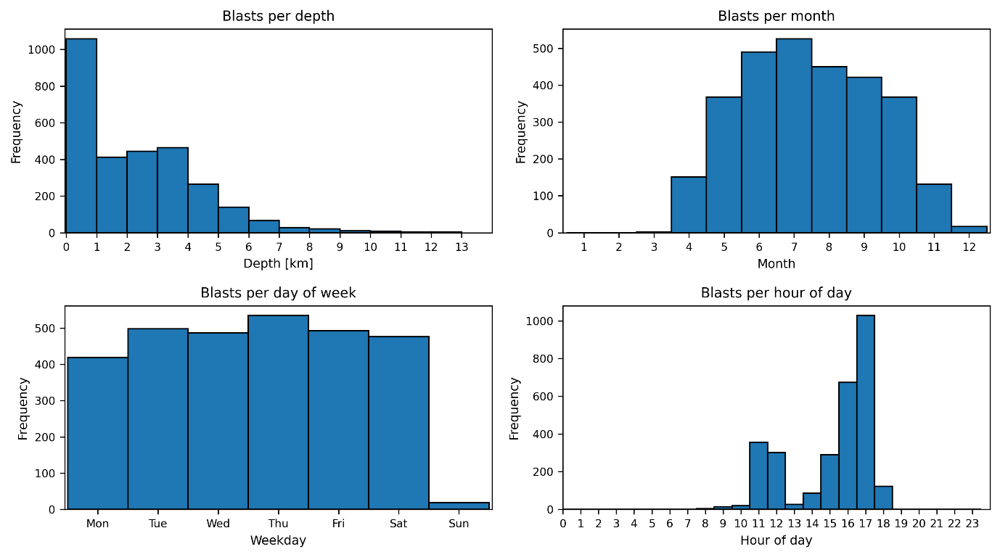 Blasts per depth
Frequency
1000
800
600
400
200
0
0 1 2 3 4 5 6 7 8 9 10 11 12 13
Depth [km]
Blasts per month
Frequency
500
400
300
200
100
0
1 2 3 4 5 6 7 8 9 10 11 12
Month
Blasts per day of week
Frequency
500
400
300
200
100
0
Mon Tue Wed Thu Fri Sat Sun
Weekday
Blasts per hour of day
Frequency
1000
800
600
400
200
0
0 1 2 3 4 5 6 7 8 9 10 11 12 13 14 15 16 17 18 19 20 21 22 23
Hour of day